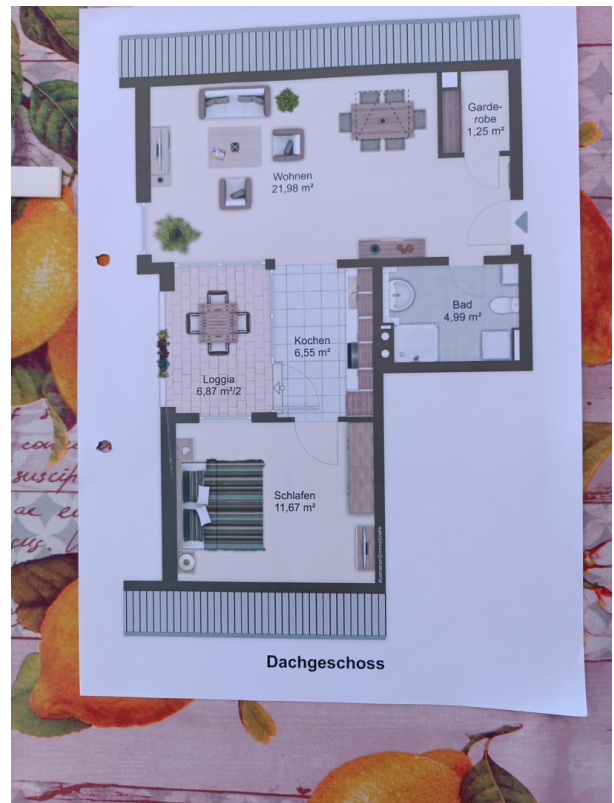 Garde-
robe
1,25 m²
Wohnen
21,98 m²
Bad
4,99 m²
Kochen
6,55 m²
Loggia
6,87 m²/2
Schlafen
11,67 m²
Dachgeschoss